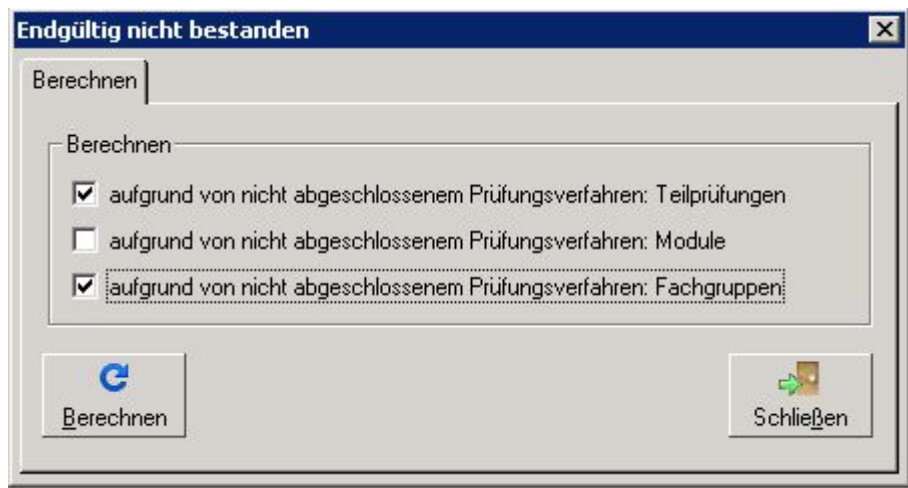 Endgültig nicht bestanden
Berechnen
Berechnen
aufgrund von nicht abgeschlossenem Prüfungsverfahren: Teilprüfungen
aufgrund von nicht abgeschlossenem Prüfungsverfahren: Module
aufgrund von nicht abgeschlossenem Prüfungsverfahren: Fachgruppen
Berechnen
Schließen